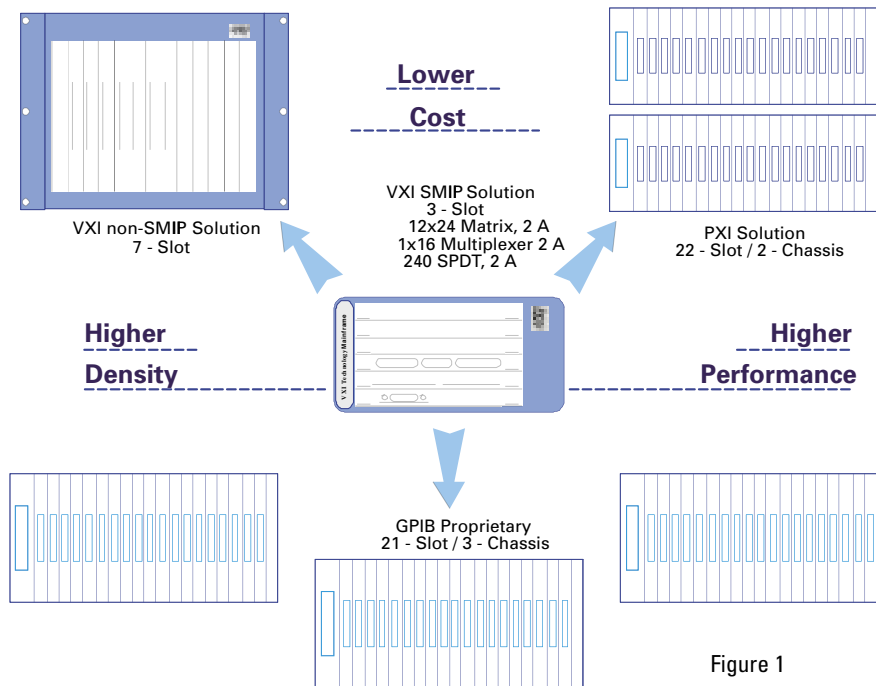 Lower
Cost
VXI SMIP Solution
3 - Slot
12x24 Matrix, 2 A
1x16 Multiplexer 2 A
240 SPDT, 2 A
VXI non-SMIP Solution
7 - Slot
PXI Solution
22 - Slot / 2 - Chassis
Higher
Density
VXI Technology Mainframe
Higher
Performance
GPIB Proprietary
21 - Slot / 3 - Chassis
Figure 1